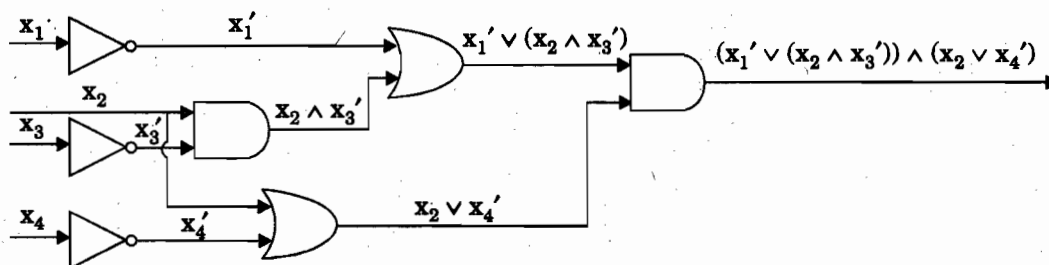 x₁
x₁′
x₁′ ∨ (x₂ ∧ x₃′)
(x₁′ ∨ (x₂ ∧ x₃′)) ∧ (x₂ ∨ x₄′)
x₂
x₂ ∧ x₃′
x₃
x₃′
x₄
x₄′
x₂ ∨ x₄′